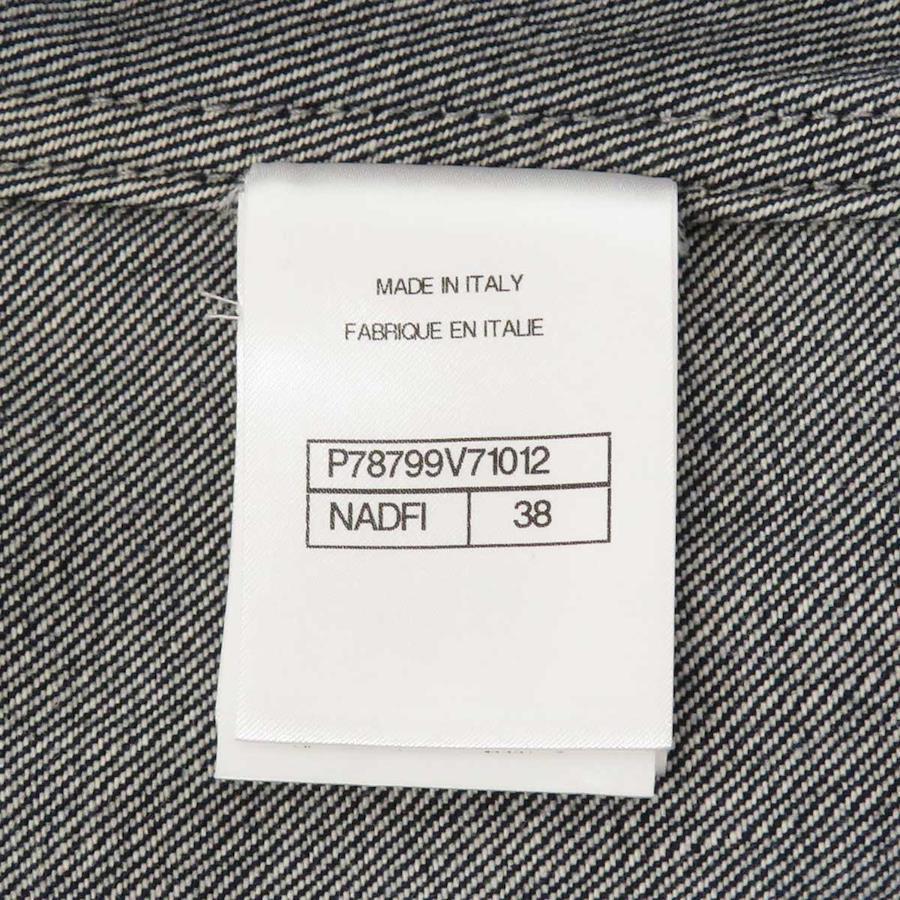 MADE IN ITALY
FABRIQUE EN ITALIE
P78799V71012
NADFI 38